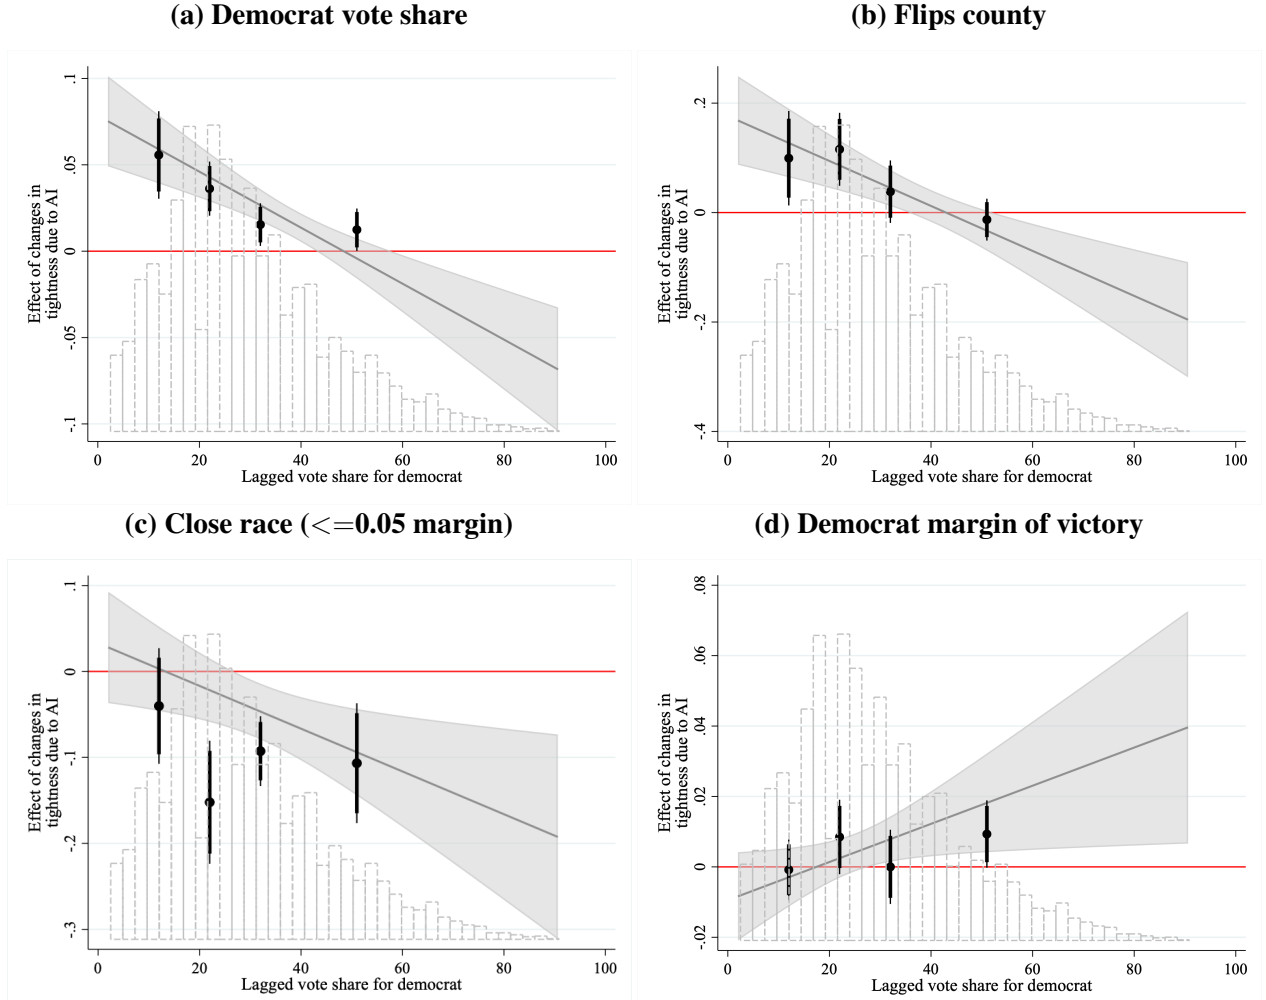 (a) Democrat vote share
Effect of changes in
tightness due to AI
.1
.05
0
-.05
-.1
0 20 40 60 80 100
Lagged vote share for democrat
(b) Flips county
Effect of changes in
tightness due to AI
.2
0
-.2
-.4
0 20 40 60 80 100
Lagged vote share for democrat
(c) Close race (<=0.05 margin)
Effect of changes in
tightness due to AI
.1
0
-.1
-.2
-.3
0 20 40 60 80 100
Lagged vote share for democrat
(d) Democrat margin of victory
Effect of changes in
tightness due to AI
.08
.06
.04
.02
0
-.02
0 20 40 60 80 100
Lagged vote share for democrat